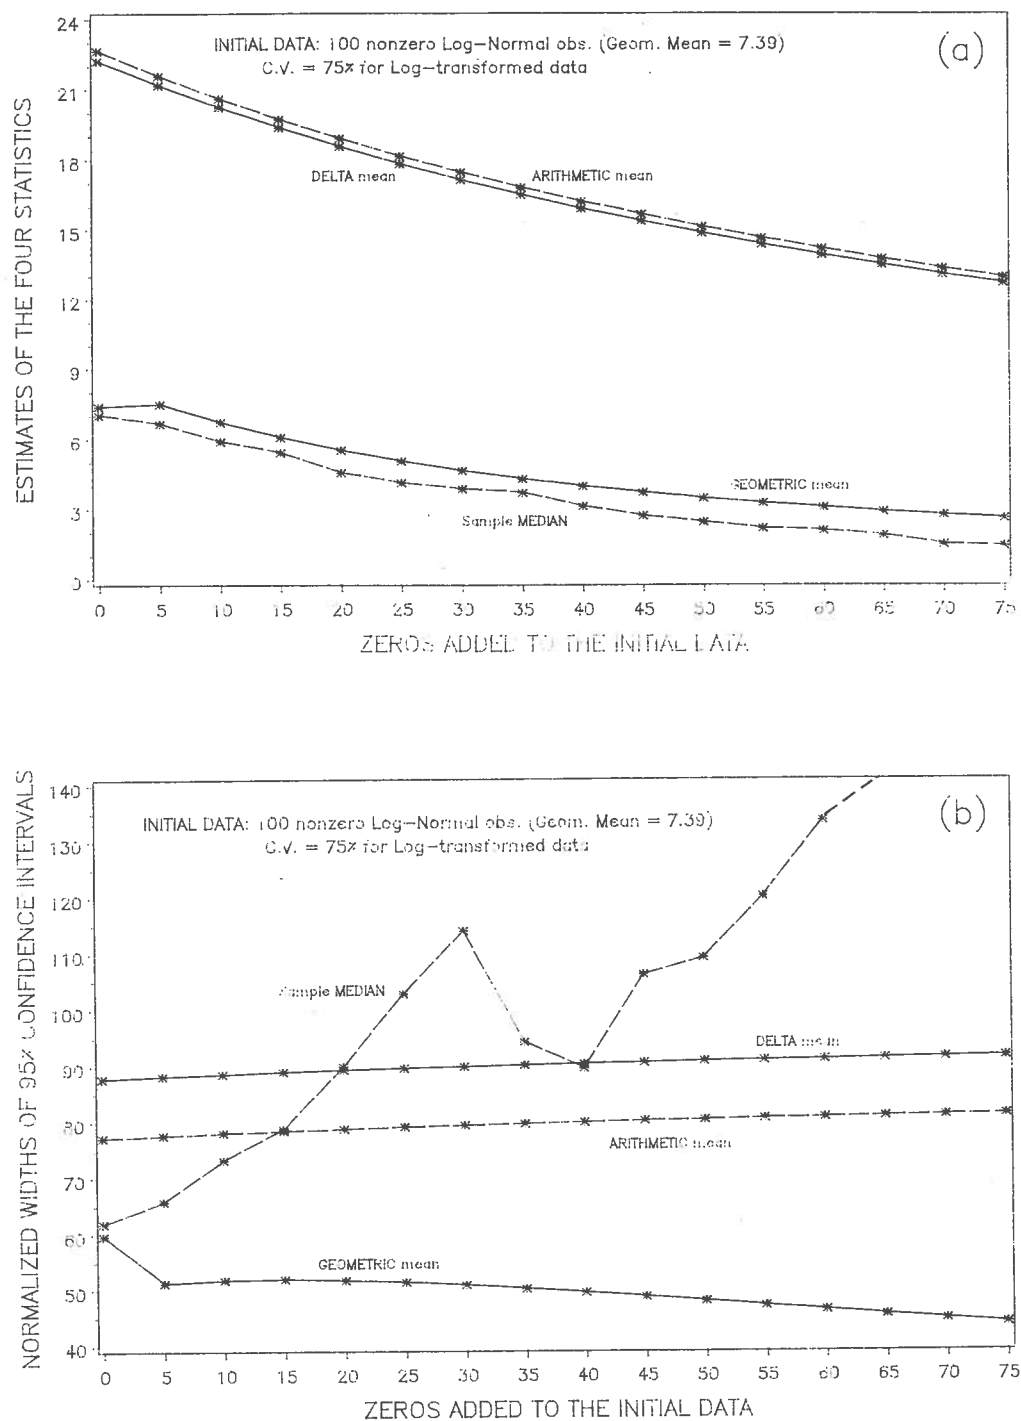 24
21
18
15
12
9
6
3
0
ESTIMATES OF THE FOUR STATISTICS
INITIAL DATA: 100 nonzero Log-Normal obs. (Geom. Mean = 7.39)
C.V. = 75% for Log-transformed data
(a)
DELTA mean
ARITHMETIC mean
GEOMETRIC mean
Sample MEDIAN
0 5 10 15 20 25 30 35 40 45 50 55 60 65 70 75
ZEROS ADDED TO THE INITIAL DATA
140
130
120
110
100
90
80
70
60
50
40
NORMALIZED WIDTHS OF 95% CONFIDENCE INTERVALS
INITIAL DATA: 100 nonzero Log-Normal obs. (Geom. Mean = 7.39)
C.V. = 75% for Log-transformed data
(b)
Sample MEDIAN
DELTA mean
ARITHMETIC mean
GEOMETRIC mean
0 5 10 15 20 25 30 35 40 45 50 55 60 65 70 75
ZEROS ADDED TO THE INITIAL DATA